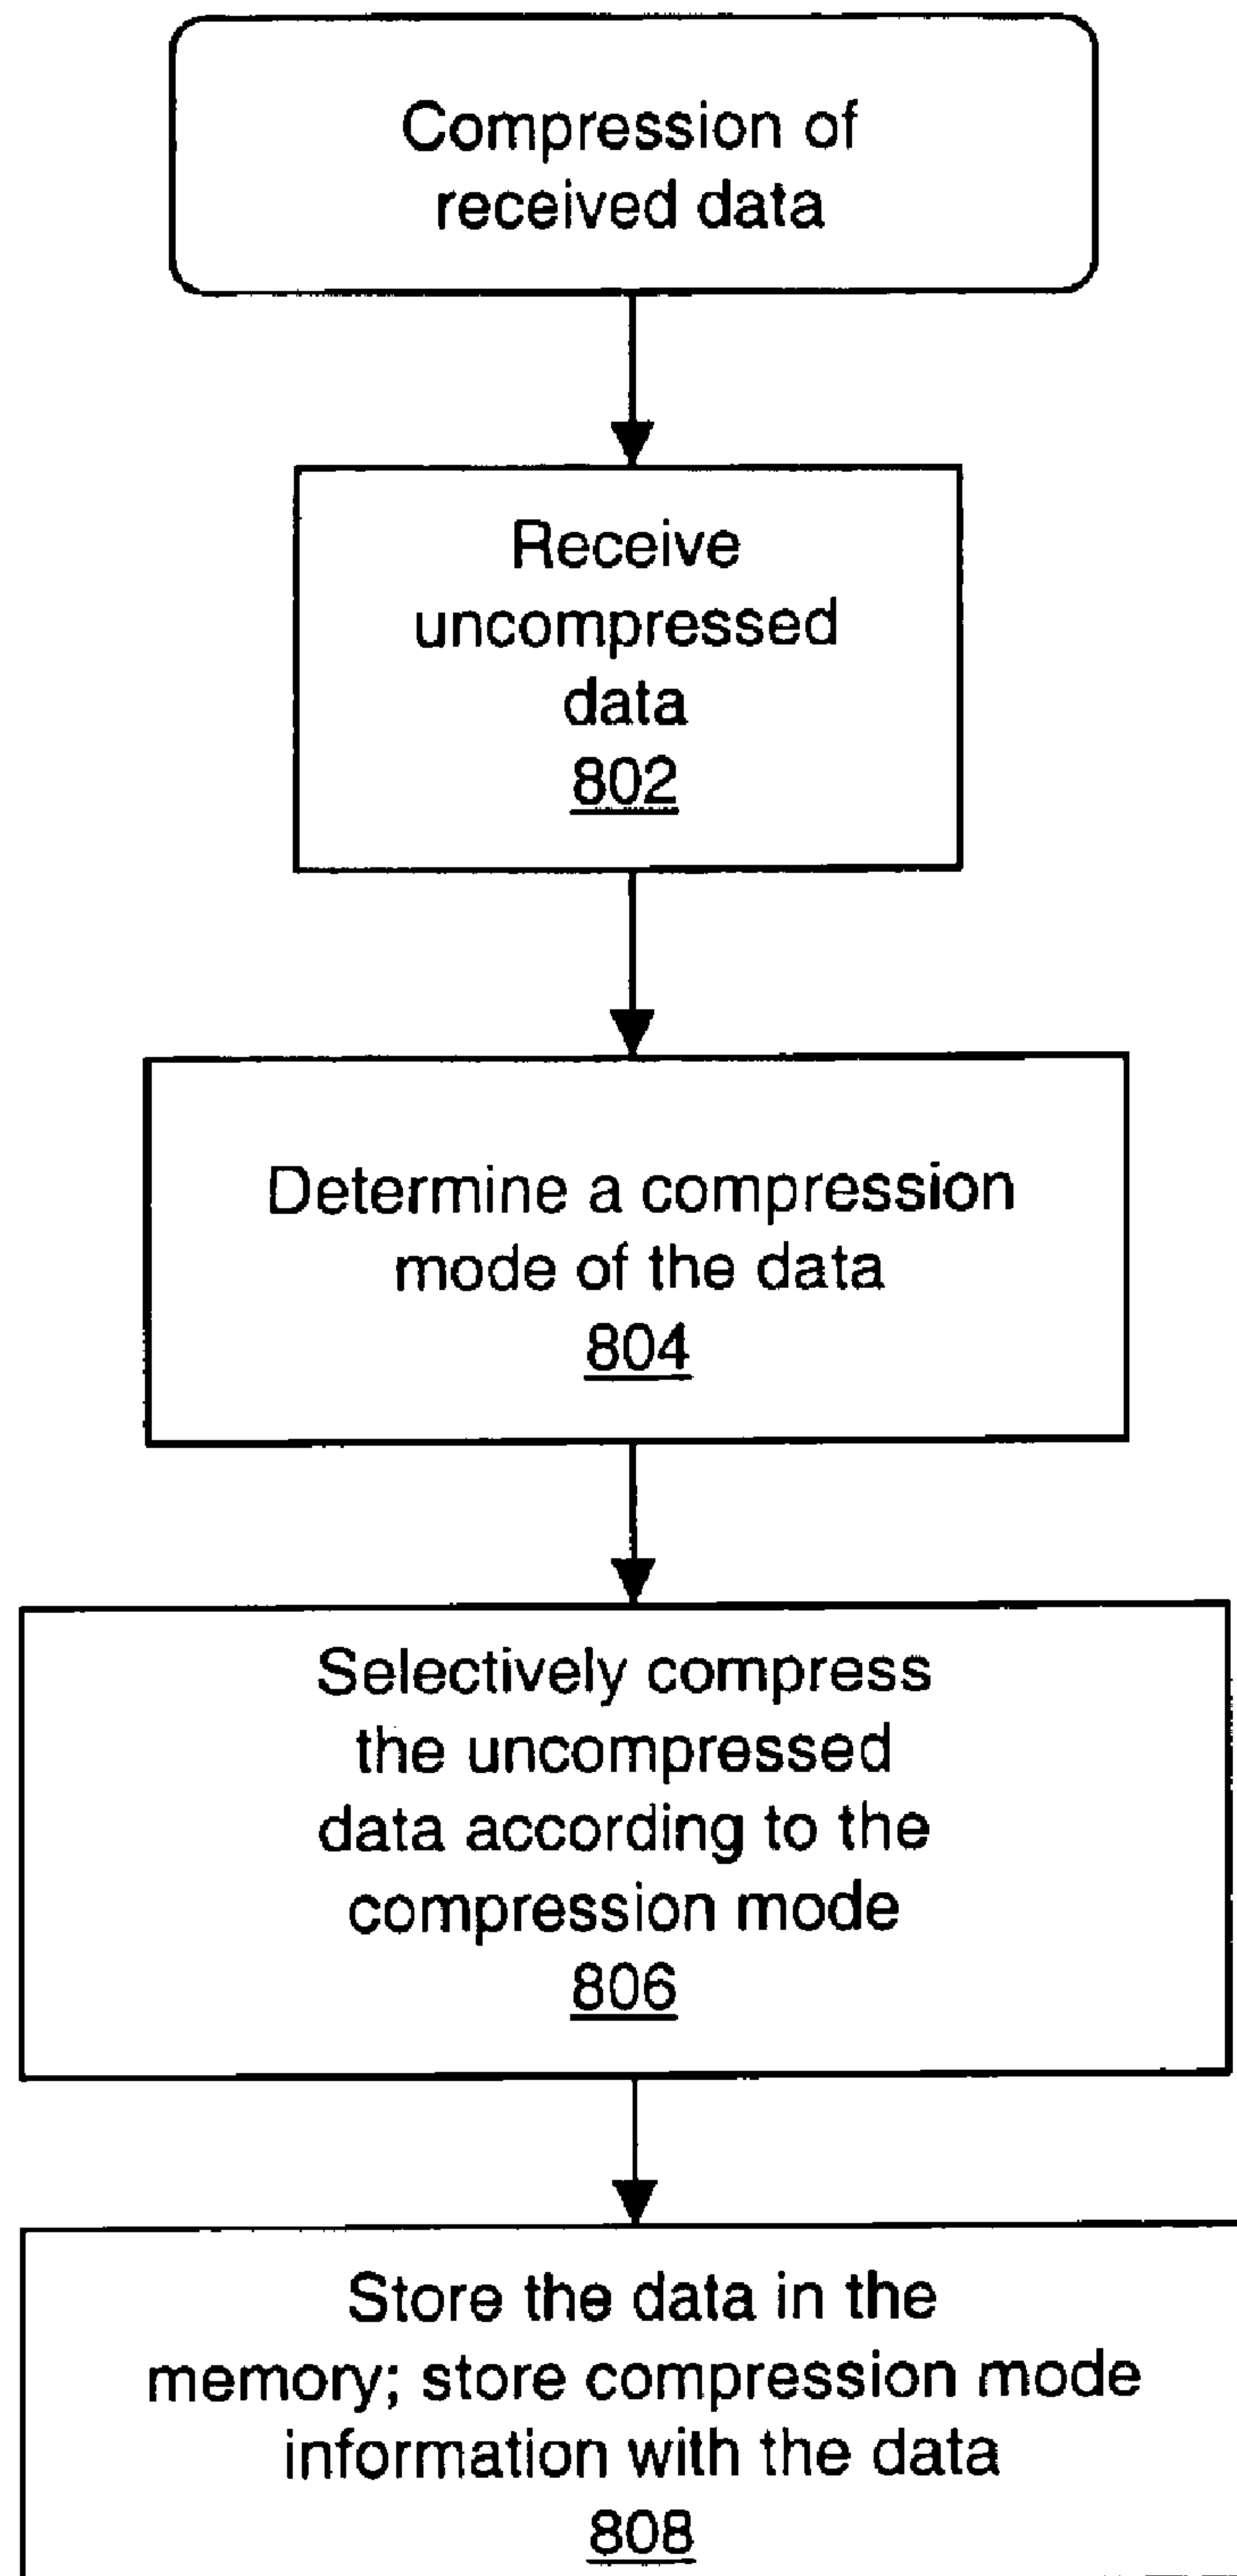 Compression of
received data
Receive
uncompressed
data
802
Determine a compression
mode of the data
804
Selectively compress
the uncompressed
data according to the
compression mode
806
Store the data in the
memory; store compression mode
information with the data
808